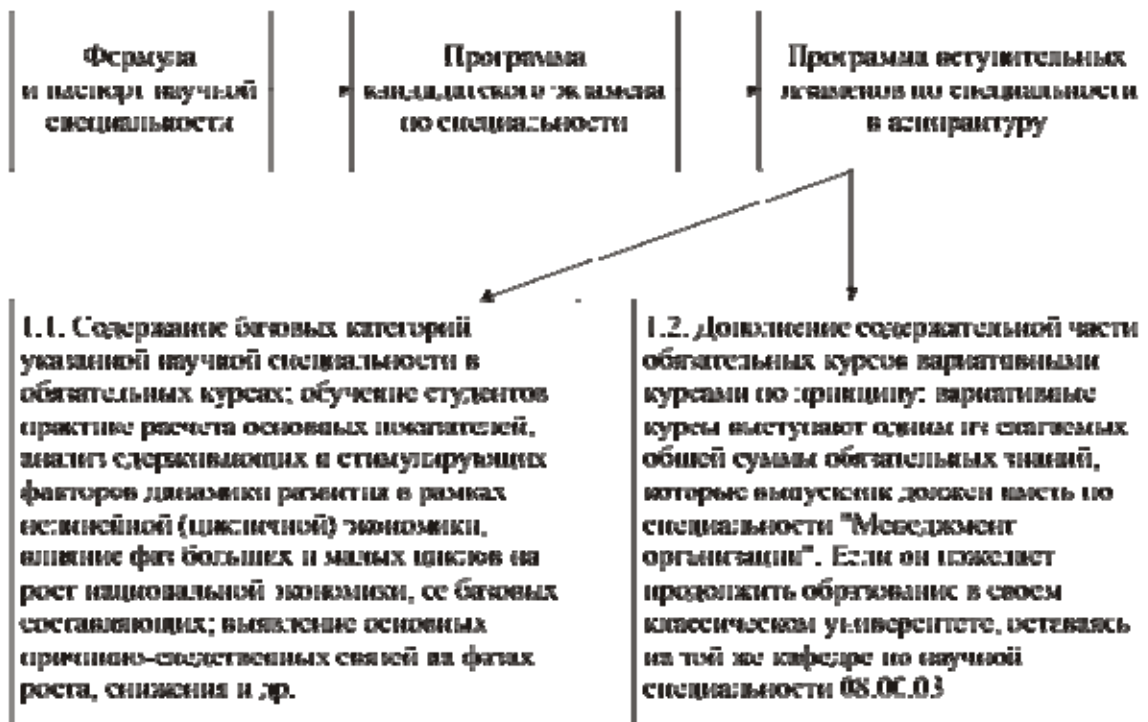 Формула
и паспорт научной
специальности
Программа
кандидатского экзамена
по специальности
Программа вступительных
экзаменов по специальности
в аспирантуру
1.1. Содержание базовых категорий
указанной научной специальности в
обязательных курсах; обучение студентов
практике расчета основных показателей,
анализ сдерживающих и стимулирующих
факторов динамики развития в рамках
нелинейной (цикличной) экономики,
влияние фаз больших и малых циклов на
рост национальной экономики, ее базовых
составляющих; выявление основных
причинно-следственных связей на фазах
роста, снижения и др.
1.2. Дополнение содержательной части
обязательных курсов вариативными
курсами по принципу: вариативные
курсы выступают одним из слагаемых
общей суммы обязательных знаний,
которые выпускник должен иметь по
специальности "Менеджмент
организации". Если он пожелает
продолжить образование в своем
классическом университете, оставаясь
на той же кафедре по научной
специальности 08.00.03